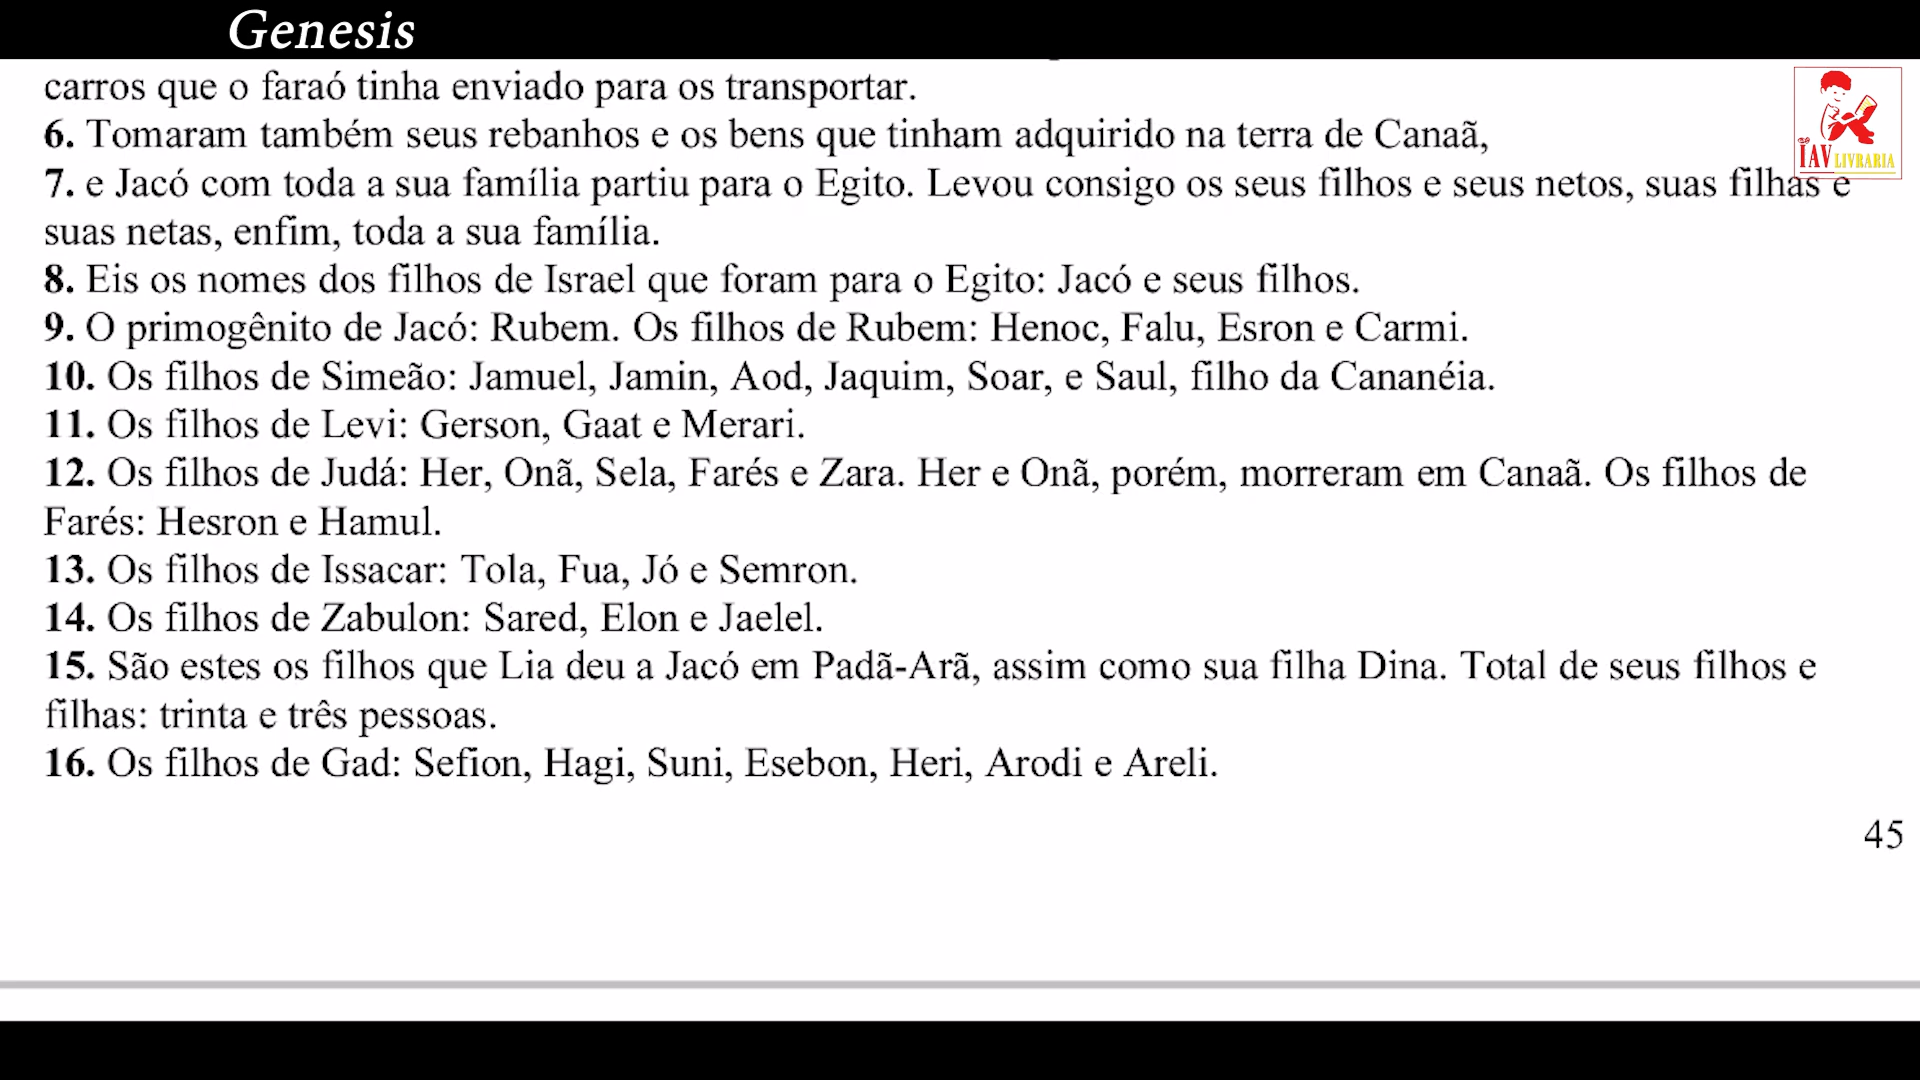 Genesis
carros que o faraó tinha enviado para os transportar.
6. Tomaram também seus rebanhos e os bens que tinham adquirido na terra de Canaã,
IAV LIVRARIA
7. e Jacó com toda a sua família partiu para o Egito. Levou consigo os seus filhos e seus netos, suas filhas e
suas netas, enfim, toda a sua família.
8. Eis os nomes dos filhos de Israel que foram para o Egito: Jacó e seus filhos.
9. O primogênito de Jacó: Rubem. Os filhos de Rubem: Henoc, Falu, Esron e Carmi.
10. Os filhos de Simeão: Jamuel, Jamin, Aod, Jaquim, Soar, e Saul, filho da Cananéia.
11. Os filhos de Levi: Gerson, Gaat e Merari.
12. Os filhos de Judá: Her, Onã, Sela, Farés e Zara. Her e Onã, porém, morreram em Canaã. Os filhos de
Farés: Hesron e Hamul.
13. Os filhos de Issacar: Tola, Fua, Jó e Semron.
14. Os filhos de Zabulon: Sared, Elon e Jaelel.
15. São estes os filhos que Lia deu a Jacó em Padã-Arã, assim como sua filha Dina. Total de seus filhos e
filhas: trinta e três pessoas.
16. Os filhos de Gad: Sefion, Hagi, Suni, Esebon, Heri, Arodi e Areli.
45